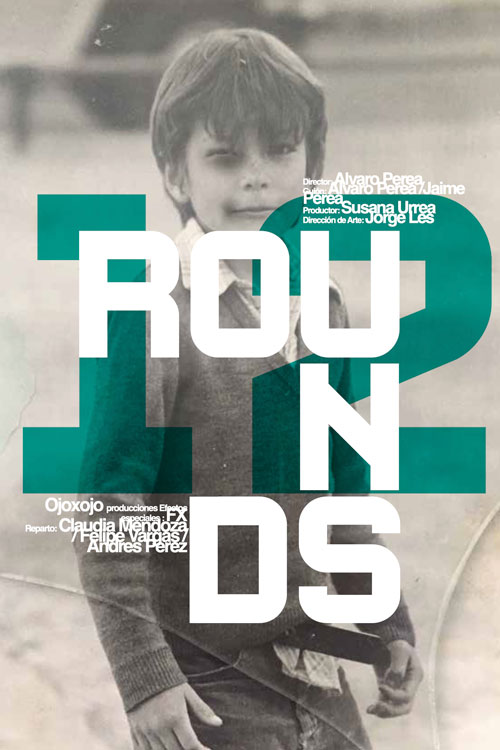 Director: Alvaro Perea
Guión: Alvaro Perea/Jaime
Perea
Productor: Susana Urrea
Dirección de Arte: Jorge Les
12
ROU
N
DS
Ojoxojo producciones Efectos
especiales: FX
Reparto: Claudia Mendoza
/Felipe Vargas/
Andres Perez